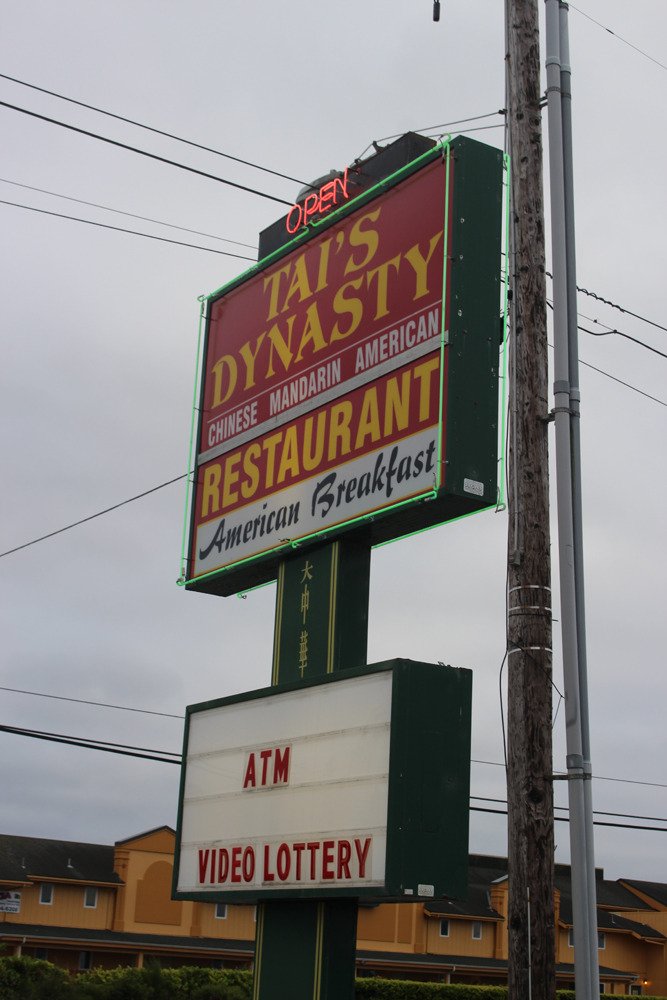 OPEN
TAI'S
DYNASTY
CHINESE MANDARIN AMERICAN
RESTAURANT
American Breakfast
大
中
華
ATM
VIDEO LOTTERY